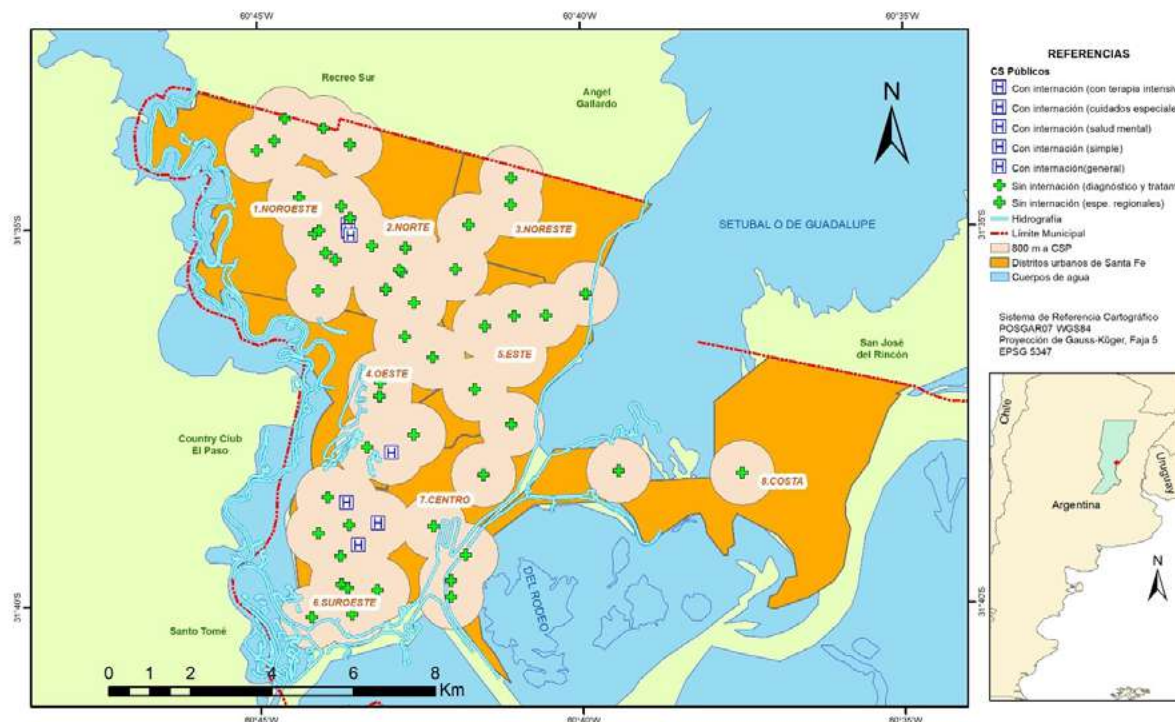 60°45'W
60°40'W
60°35'W
Recreo Sur
Angel
Gallardo
N
1.NOROESTE
2.NORTE
3.NORESTE
31°35'S
31°35'S
SETUBAL O DE GUADALUPE
5.ESTE
4.OESTE
San José
del Rincón
Country Club
El Paso
7.CENTRO
8.COSTA
DEL RODEO
6.SUROESTE
31°40'S
31°40'S
Santo Tomé
0 1 2 4 6 8
Km
60°45'W
60°40'W
60°35'W
REFERENCIAS
CS Públicos
H Con internación (con terapia intensiv
H Con internación (cuidados especiale
H Con internación (salud mental)
H Con internación (simple)
H Con internación(general)
Sin internación (diagnóstico y tratam
Sin internación (espe. regionales)
Hidrografía
Límite Municipal
800 m a CSP
Distritos urbanos de Santa Fe
Cuerpos de agua
Sistema de Referencia Cartográfico
POSGAR07 WGS84
Proyección de Gauss-Kúger, Faja 5
EPSG 5347
Chile
Uruguay
Argentina
N